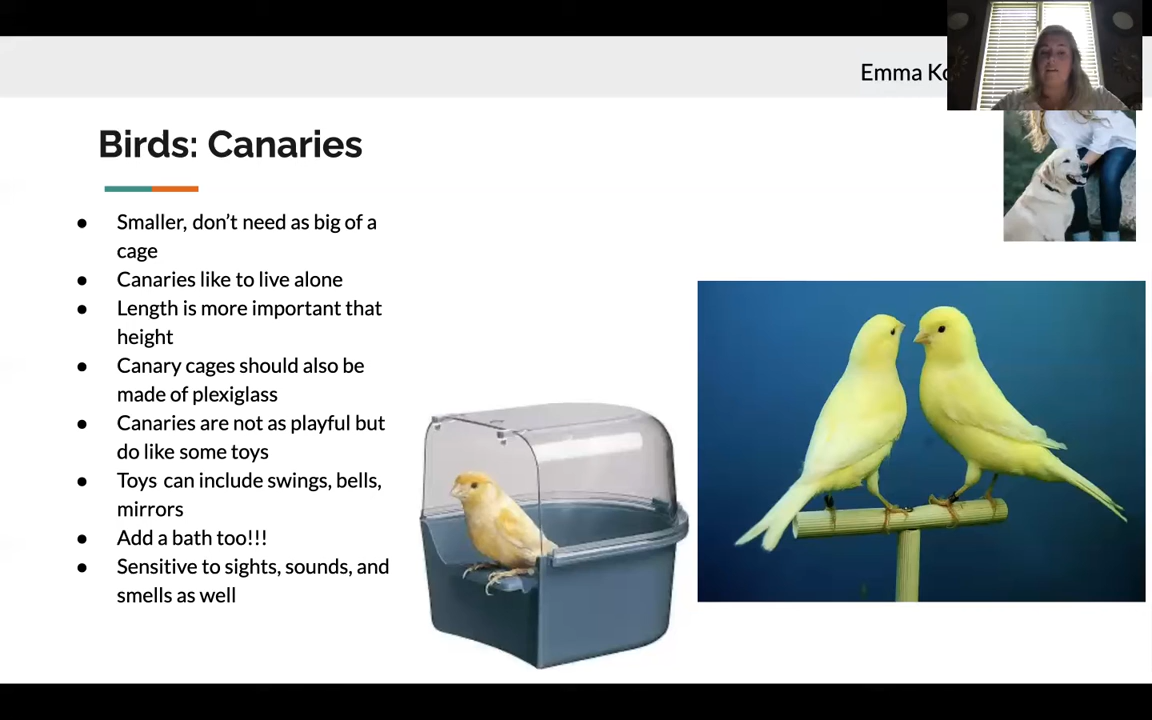 Emma
Birds: Canaries
● Smaller, don't need as big of a
cage
● Canaries like to live alone
● Length is more important that
height
● Canary cages should also be
made of plexiglass
● Canaries are not as playful but
do like some toys
● Toys can include swings, bells,
mirrors
● Add a bath too!!!
● Sensitive to sights, sounds, and
smells as well